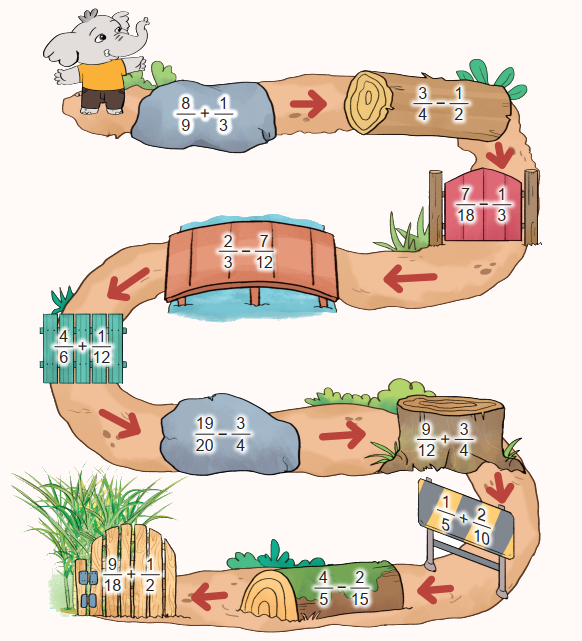 8/9 + 1/3
3/4 − 1/2
7/18 − 1/3
2/3 − 7/12
4/6 + 1/12
19/20 − 3/4
9/12 + 3/4
1/5 + 2/10
4/5 − 2/15
9/18 + 1/2